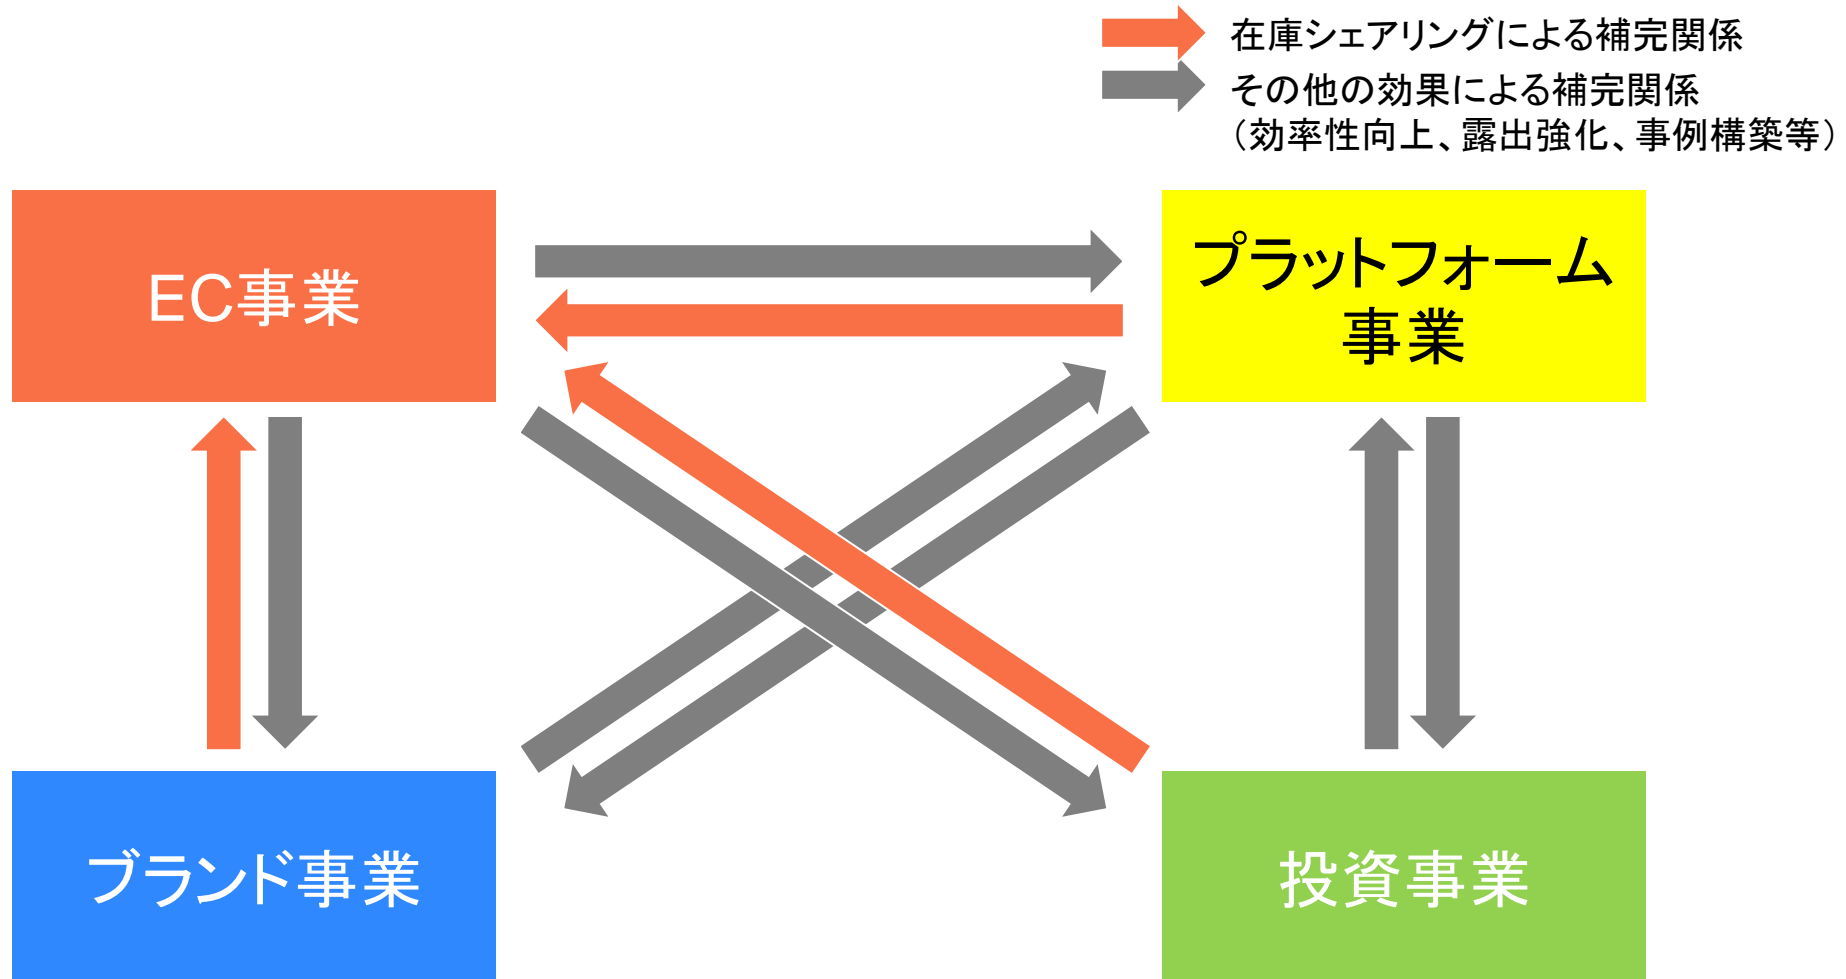 在庫シェアリングによる補完関係
その他の効果による補完関係
（効率性向上、露出強化、事例構築等）
EC事業
プラットフォーム
事業
ブランド事業
投資事業